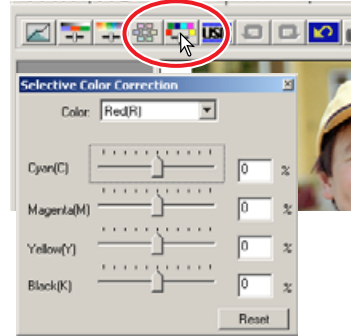 USM
Selective Color Correction
Color: Red(R)
Cyan(C) 0 %
Magenta(M) 0 %
Yellow(Y) 0 %
Black(K) 0 %
Reset